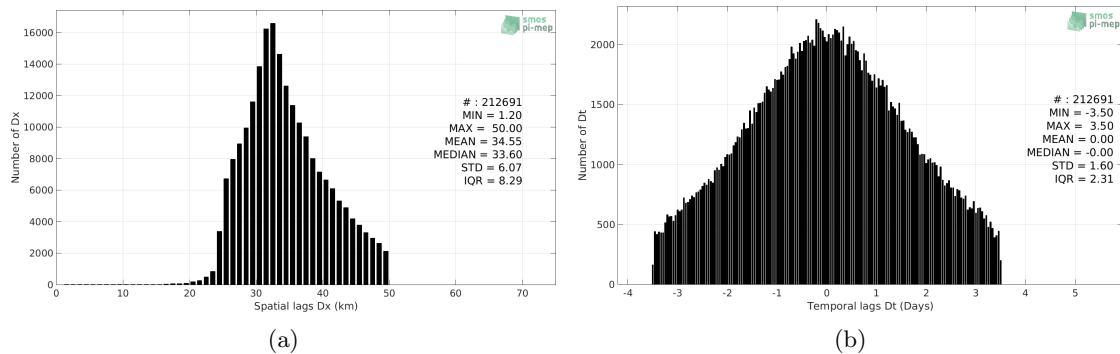 smos
pi-mep
16000
14000
12000
10000
8000
6000
4000
2000
0
Number of Dx
# : 212691
MIN = 1.20
MAX = 50.00
MEAN = 34.55
MEDIAN = 33.60
STD = 6.07
IQR = 8.29
0 10 20 30 40 50 60 70
Spatial lags Dx (km)
(a)
smos
pi-mep
2000
1500
1000
500
0
Number of Dt
# : 212691
MIN = -3.50
MAX = 3.50
MEAN = 0.00
MEDIAN = -0.00
STD = 1.60
IQR = 2.31
-4 -3 -2 -1 0 1 2 3 4 5
Temporal lags Dt (Days)
(b)